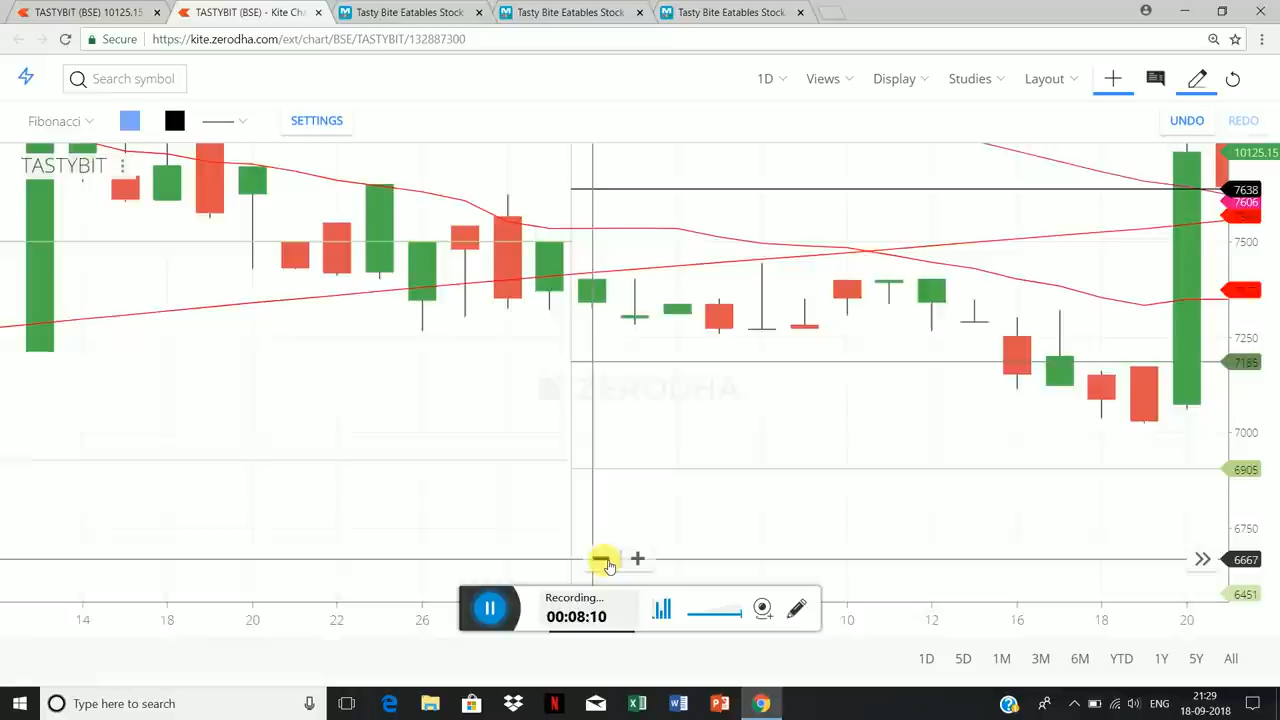 TASTYBIT (BSE) 10125.15
TASTYBIT (BSE) - Kite Cha
Tasty Bite Eatables Stock
Tasty Bite Eatables Stock
Tasty Bite Eatables Stock
Secure
https://kite.zerodha.com/ext/chart/BSE/TASTYBIT/132887300
Search symbol
1D
Views
Display
Studies
Layout
Fibonacci
SETTINGS
UNDO
REDO
TASTYBIT
10125.15
7638
7606
7500
7250
7185
7000
6905
6750
6667
6451
ZERODHA
Recording...
00:08:10
14 18 20 22 26 10 12 16 18 20
1D 5D 1M 3M 6M YTD 1Y 5Y All
Type here to search
ENG
21:29
18-09-2018